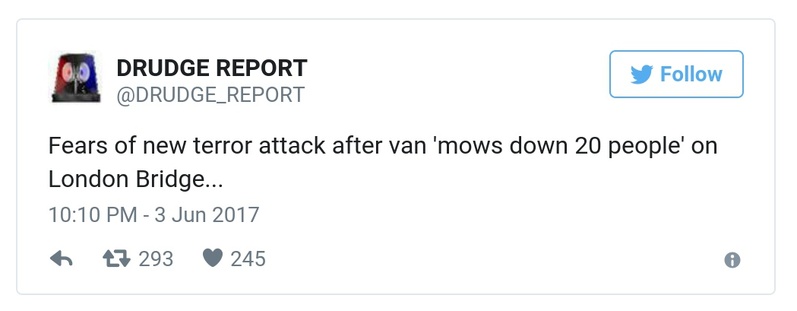 DRUDGE REPORT
@DRUDGE_REPORT
Follow
Fears of new terror attack after van 'mows down 20 people' on
London Bridge...
10:10 PM - 3 Jun 2017
293 245